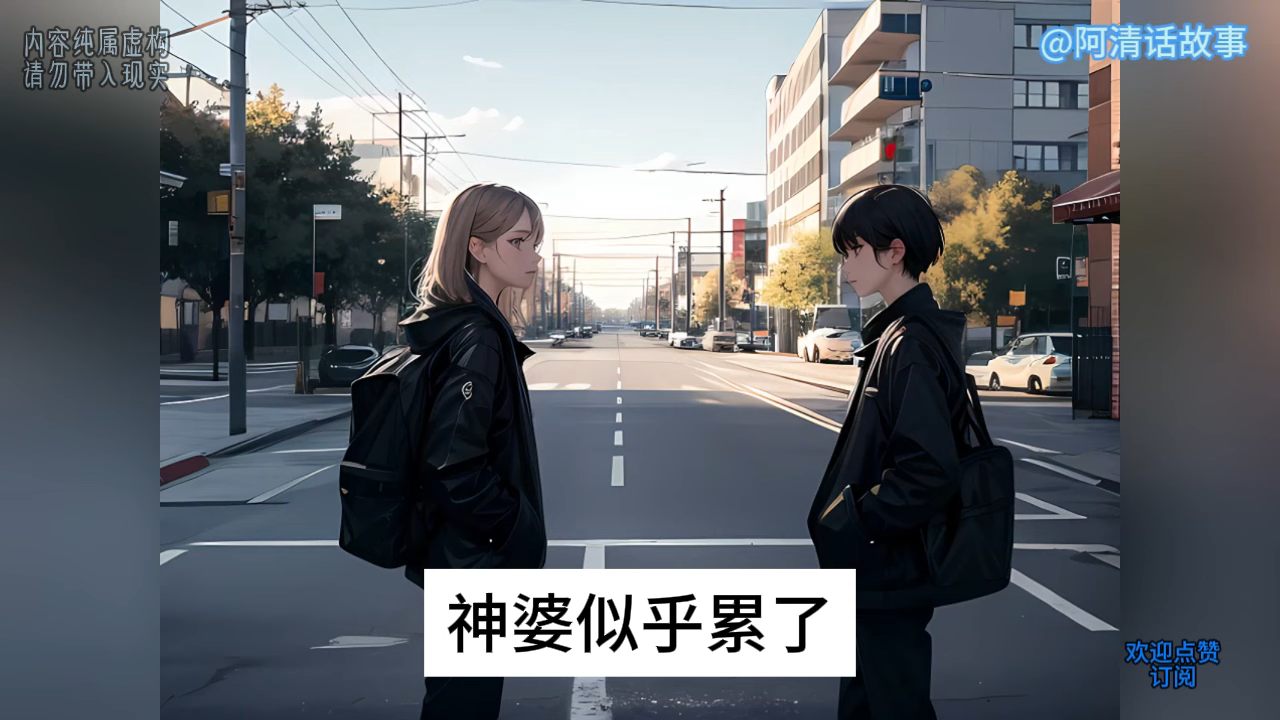 内容纯属虚构
请勿带入现实
@阿清话故事
神婆似乎累了
欢迎点赞
订阅